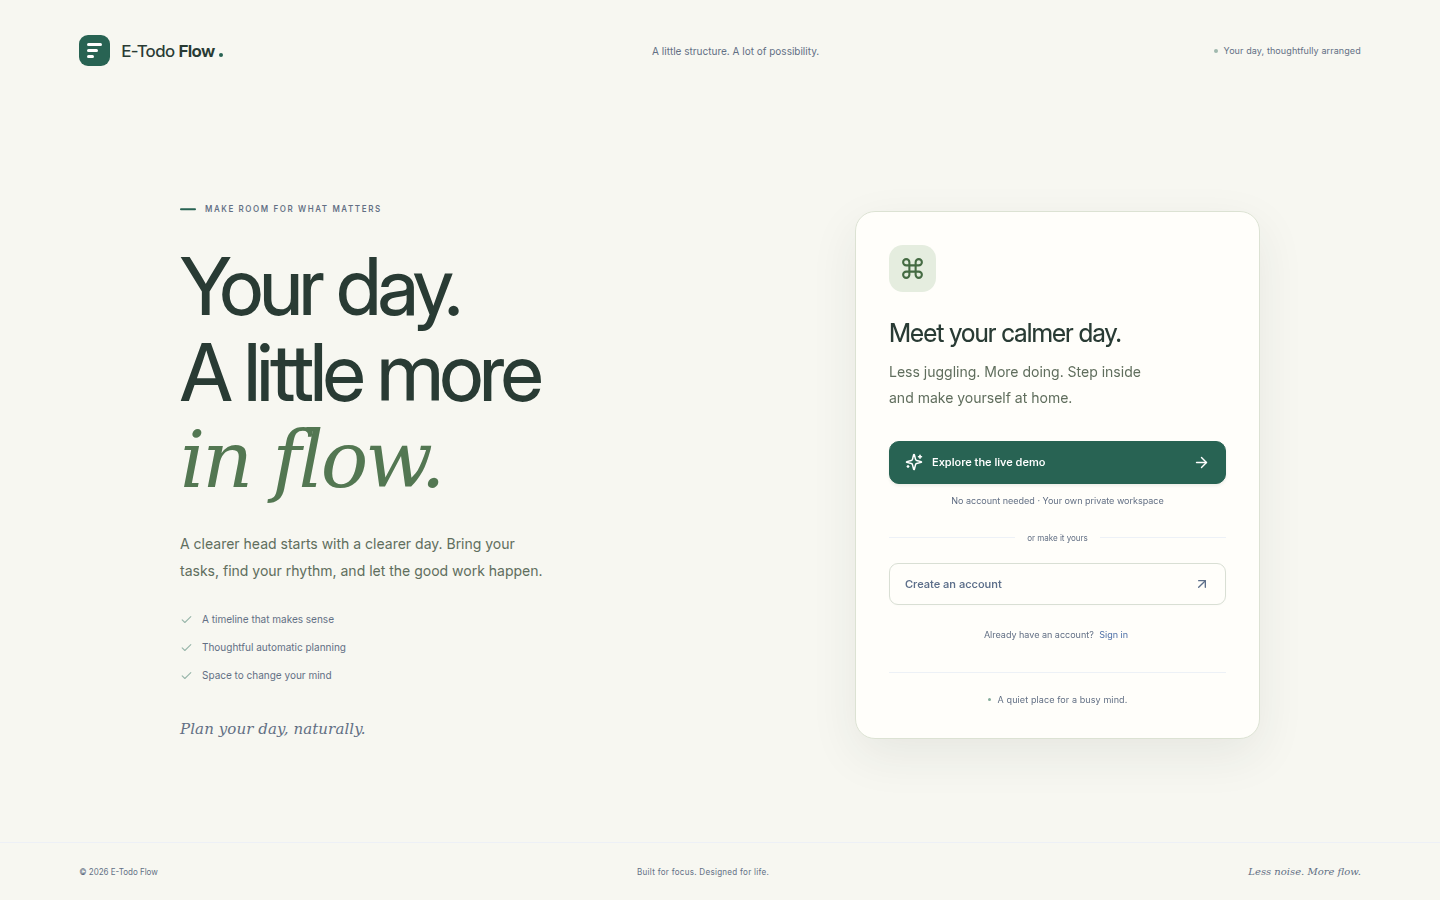 E-Todo Flow.
A little structure. A lot of possibility.
Your day, thoughtfully arranged
MAKE ROOM FOR WHAT MATTERS
Your day.
A little more
in flow.
A clearer head starts with a clearer day. Bring your
tasks, find your rhythm, and let the good work happen.
A timeline that makes sense
Thoughtful automatic planning
Space to change your mind
Plan your day, naturally.
Meet your calmer day.
Less juggling. More doing. Step inside
and make yourself at home.
Explore the live demo
No account needed · Your own private workspace
or make it yours
Create an account
Already have an account? Sign in
A quiet place for a busy mind.
© 2026 E-Todo Flow
Built for focus. Designed for life.
Less noise. More flow.